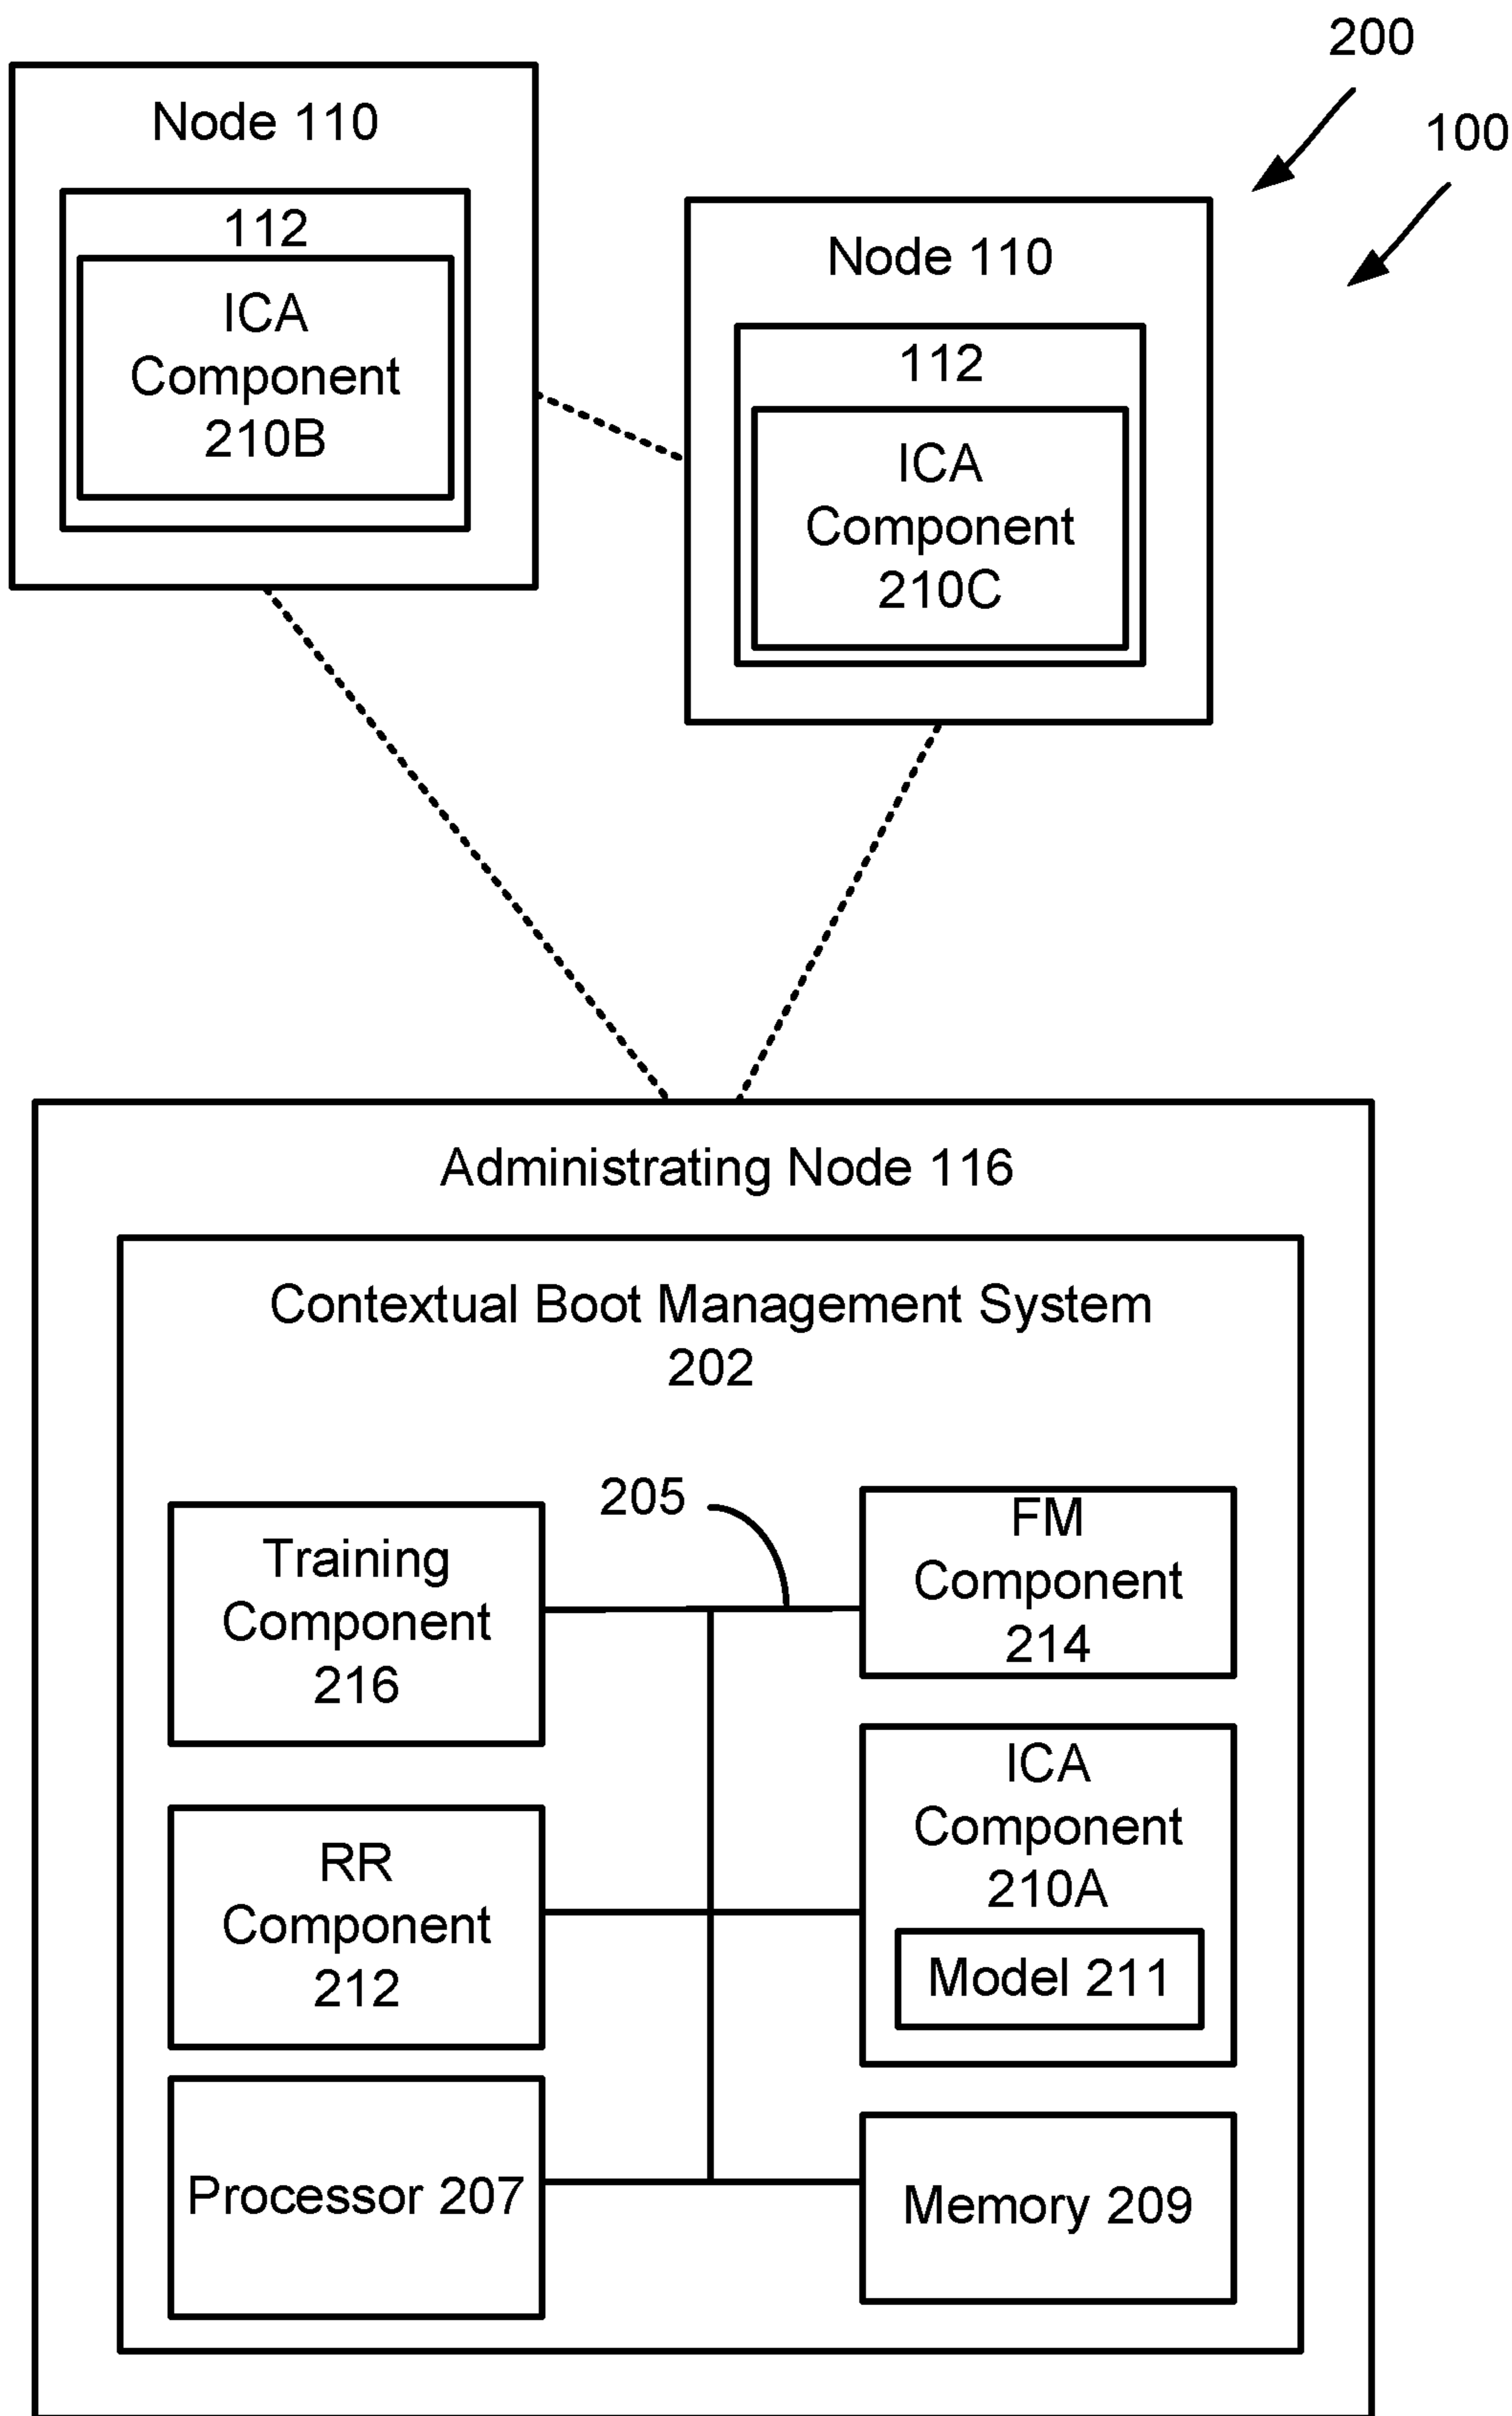 200
100
Node 110
112
ICA
Component
210B
Node 110
112
ICA
Component
210C
Administrating Node 116
Contextual Boot Management System
202
205
Training
Component
216
FM
Component
214
RR
Component
212
ICA
Component
210A
Model 211
Processor 207
Memory 209